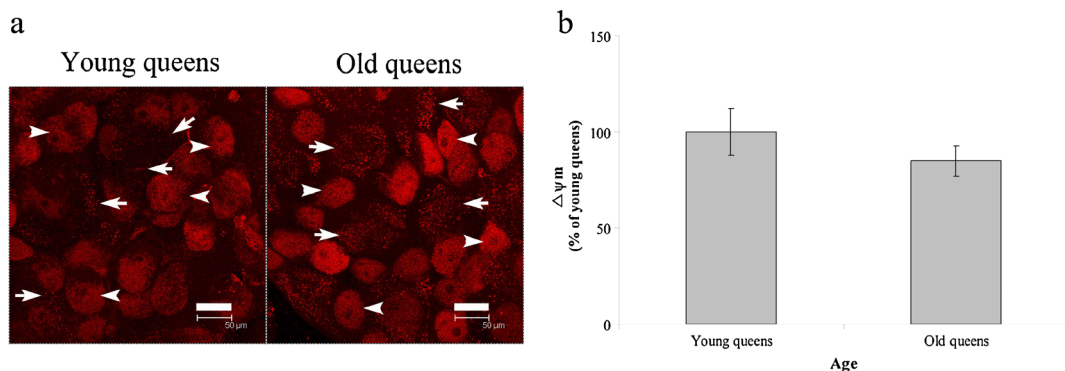 a
Young queens
Old queens
50 µm
50 µm
b
150
100
50
0
△ψm
(% of young queens)
Young queens
Old queens
Age